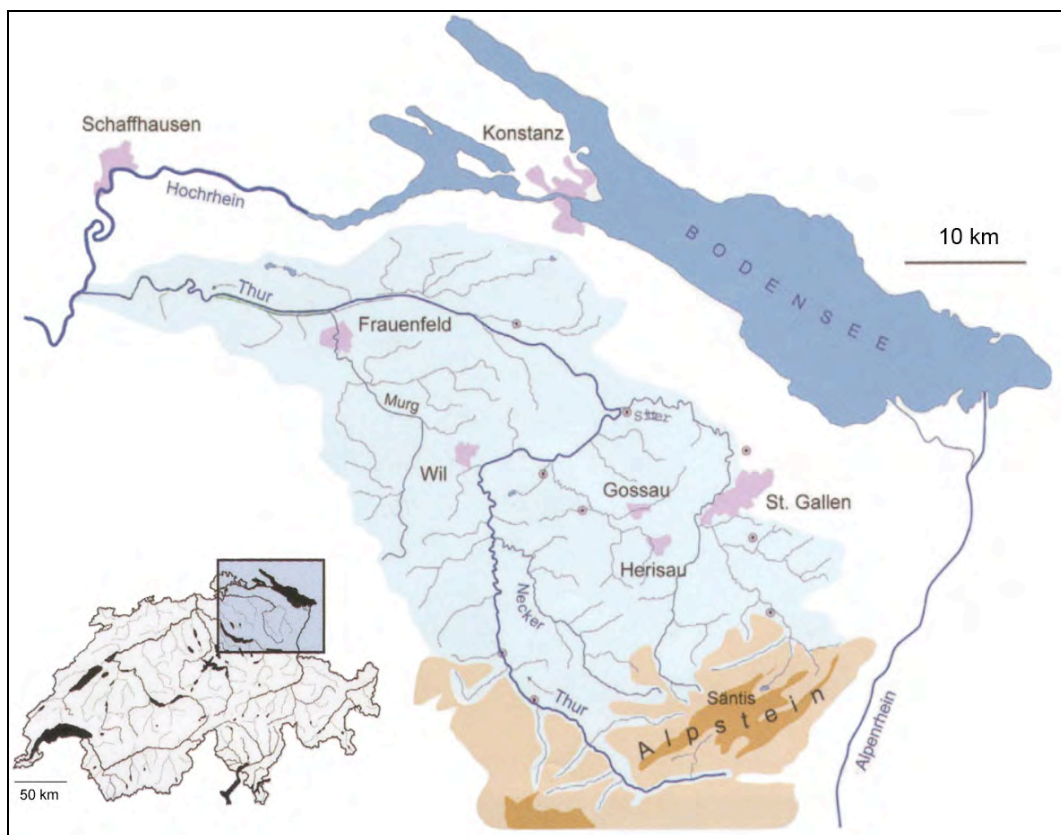 Schaffhausen
Konstanz
Hochrhein
BODENSEE
10 km
Thur
Frauenfeld
Murg
Sitter
Wil
Gossau
St. Gallen
Herisau
Necker
Thur
Säntis
Alpstein
Alpenrhein
50 km